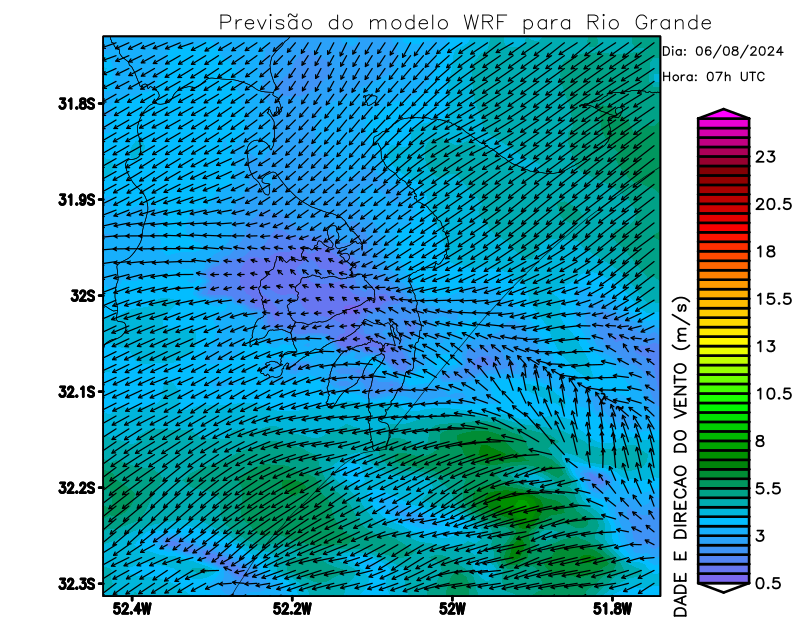 Previsão do modelo WRF para Rio Grande
Dia: 06/08/2024
Hora: 07h UTC
31.8S
31.9S
32S
32.1S
32.2S
32.3S
52.4W
52.2W
52W
51.8W
23
20.5
18
15.5
13
10.5
8
5.5
3
0.5
DADE E DIRECAO DO VENTO (m/s)